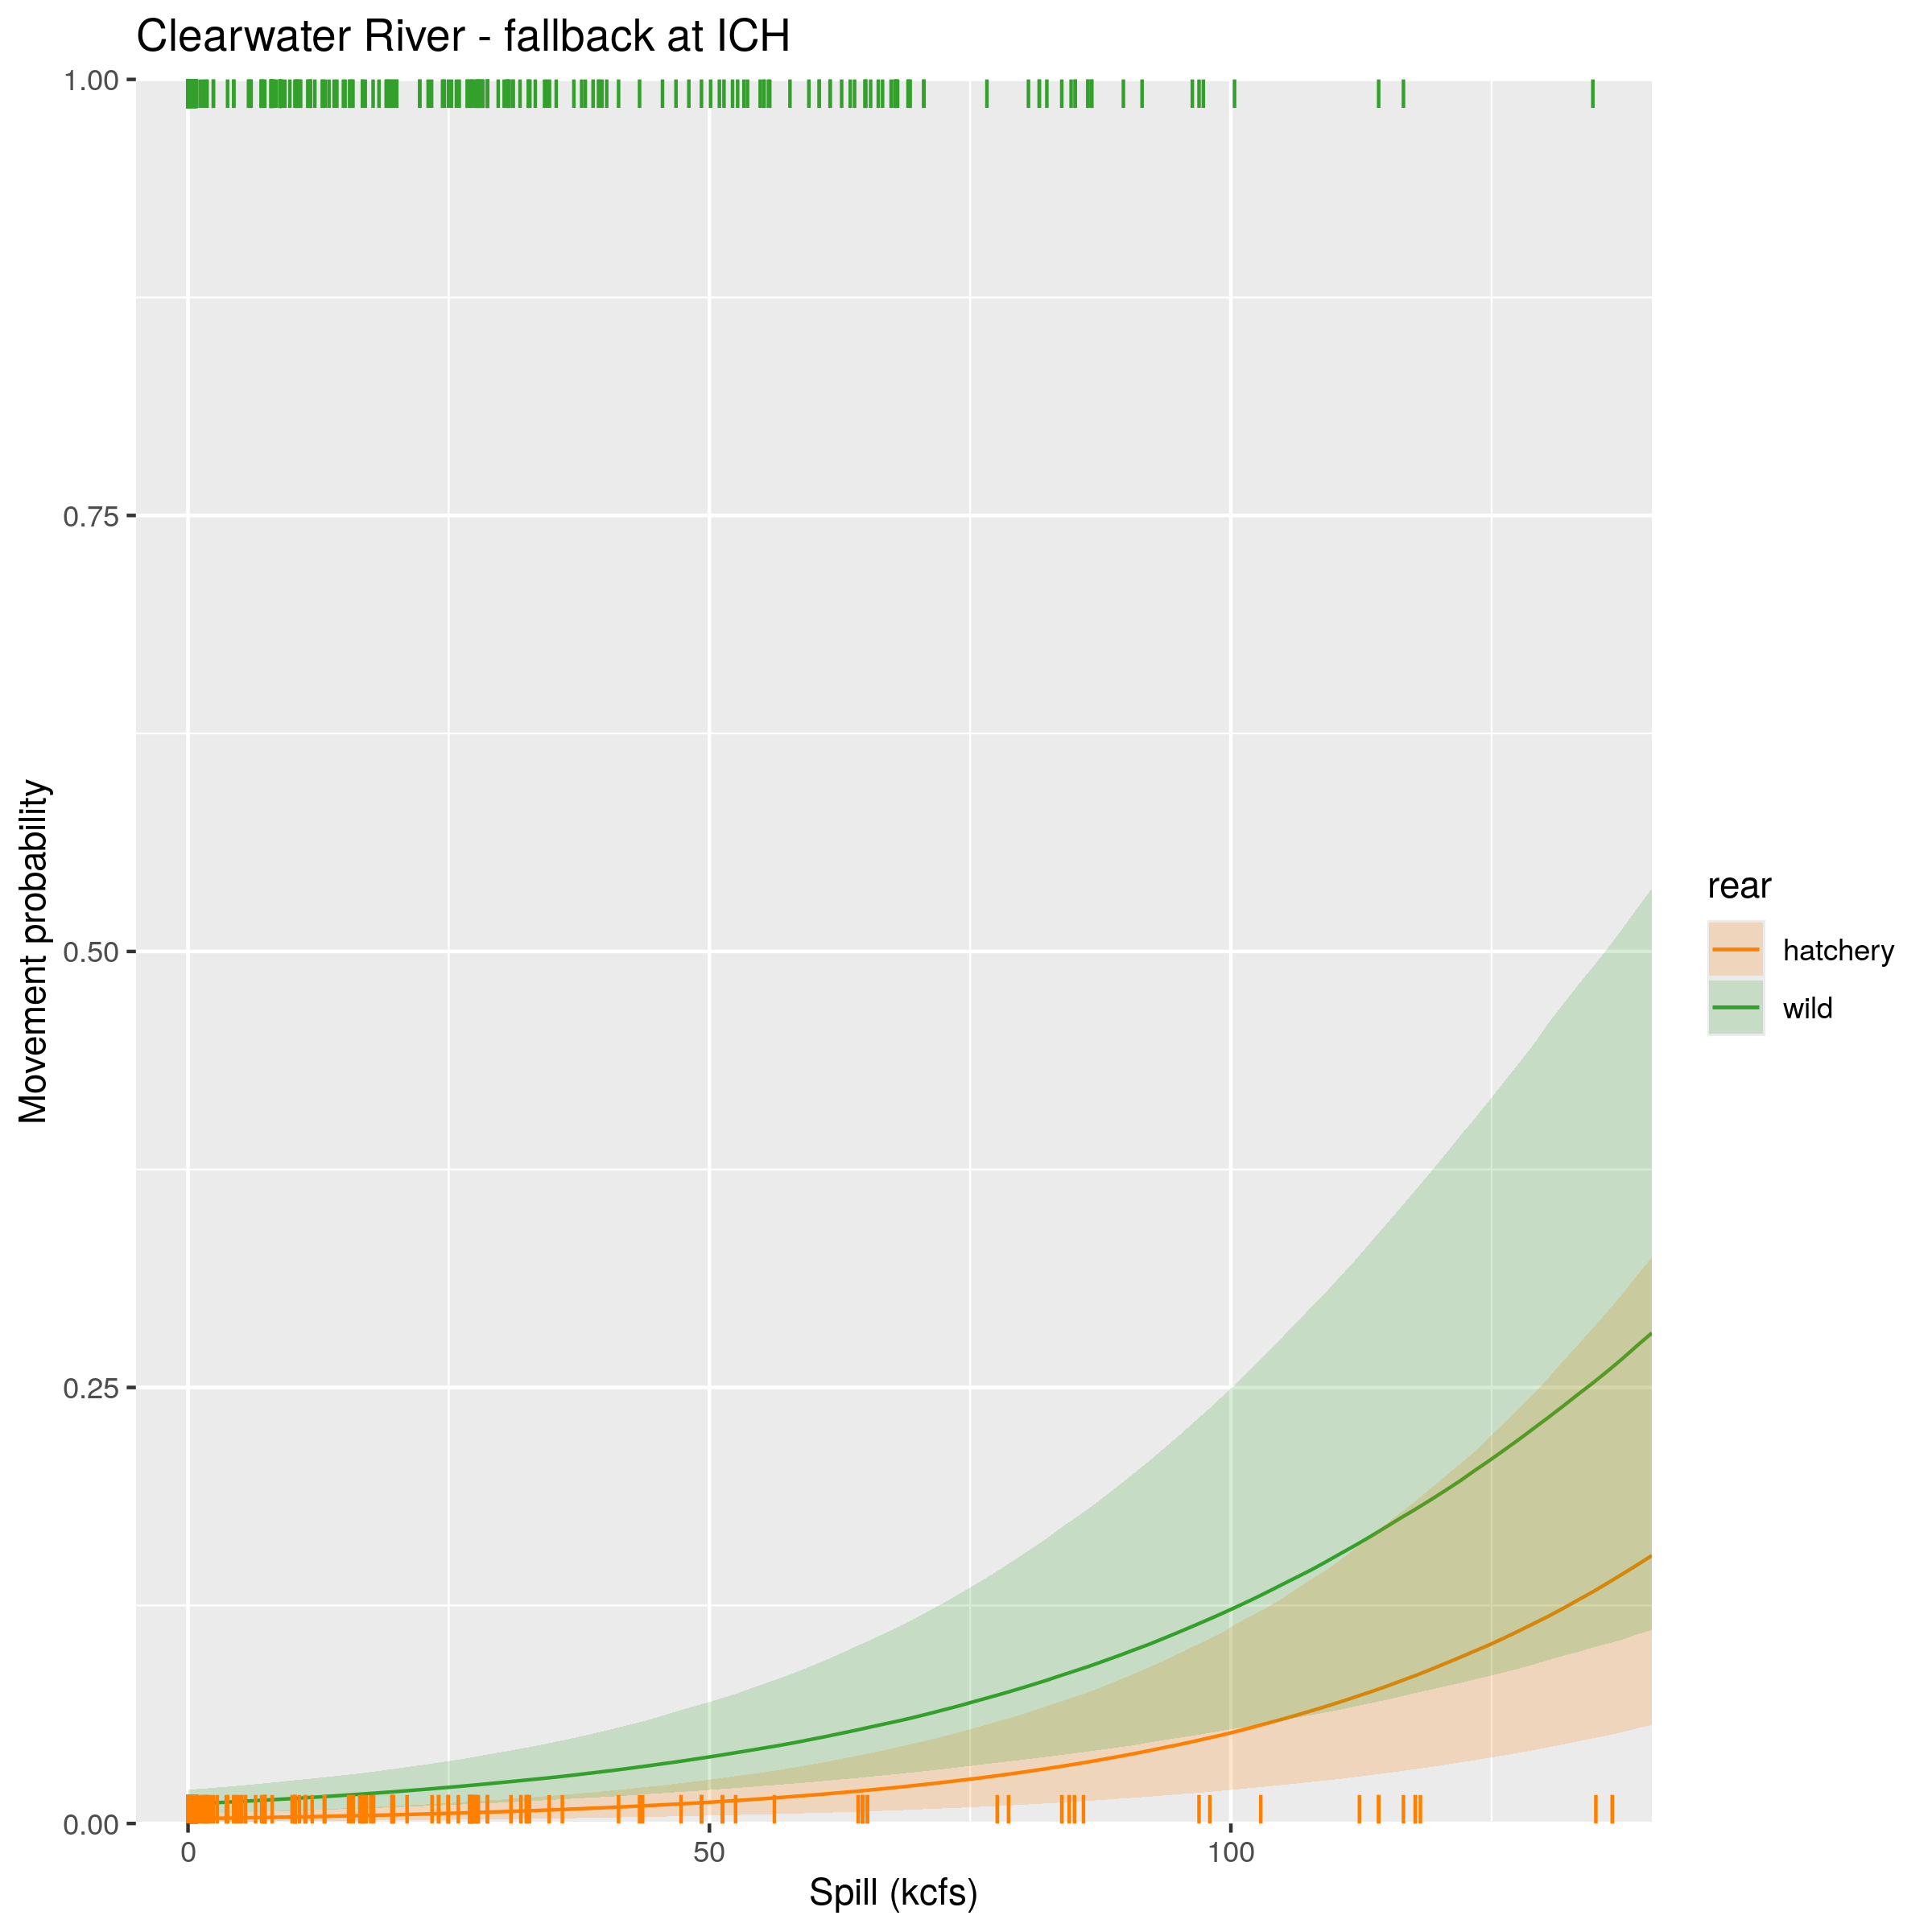 Clearwater River - fallback at ICH
1.00
0.75
0.50
0.25
0.00
Movement probability
0
50
100
Spill (kcfs)
rear
hatchery
wild